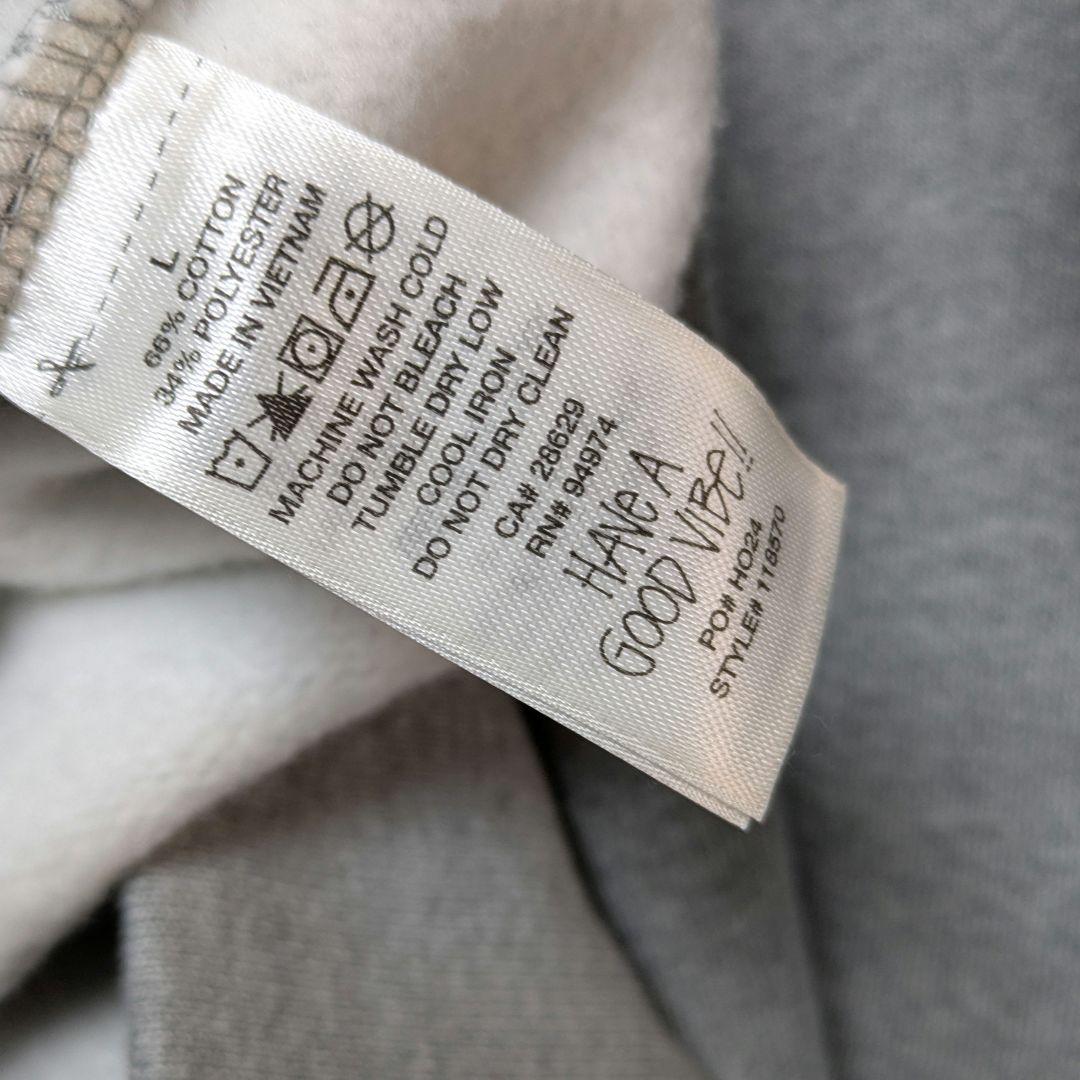 L
66% COTTON
34% POLYESTER
MADE IN VIETNAM
MACHINE WASH COLD
DO NOT BLEACH
TUMBLE DRY LOW
COOL IRON
DO NOT DRY CLEAN
CA# 28629
RN# 94974
HAVE A
GOOD VIBE!!
PO# HO24
STYLE# 118570